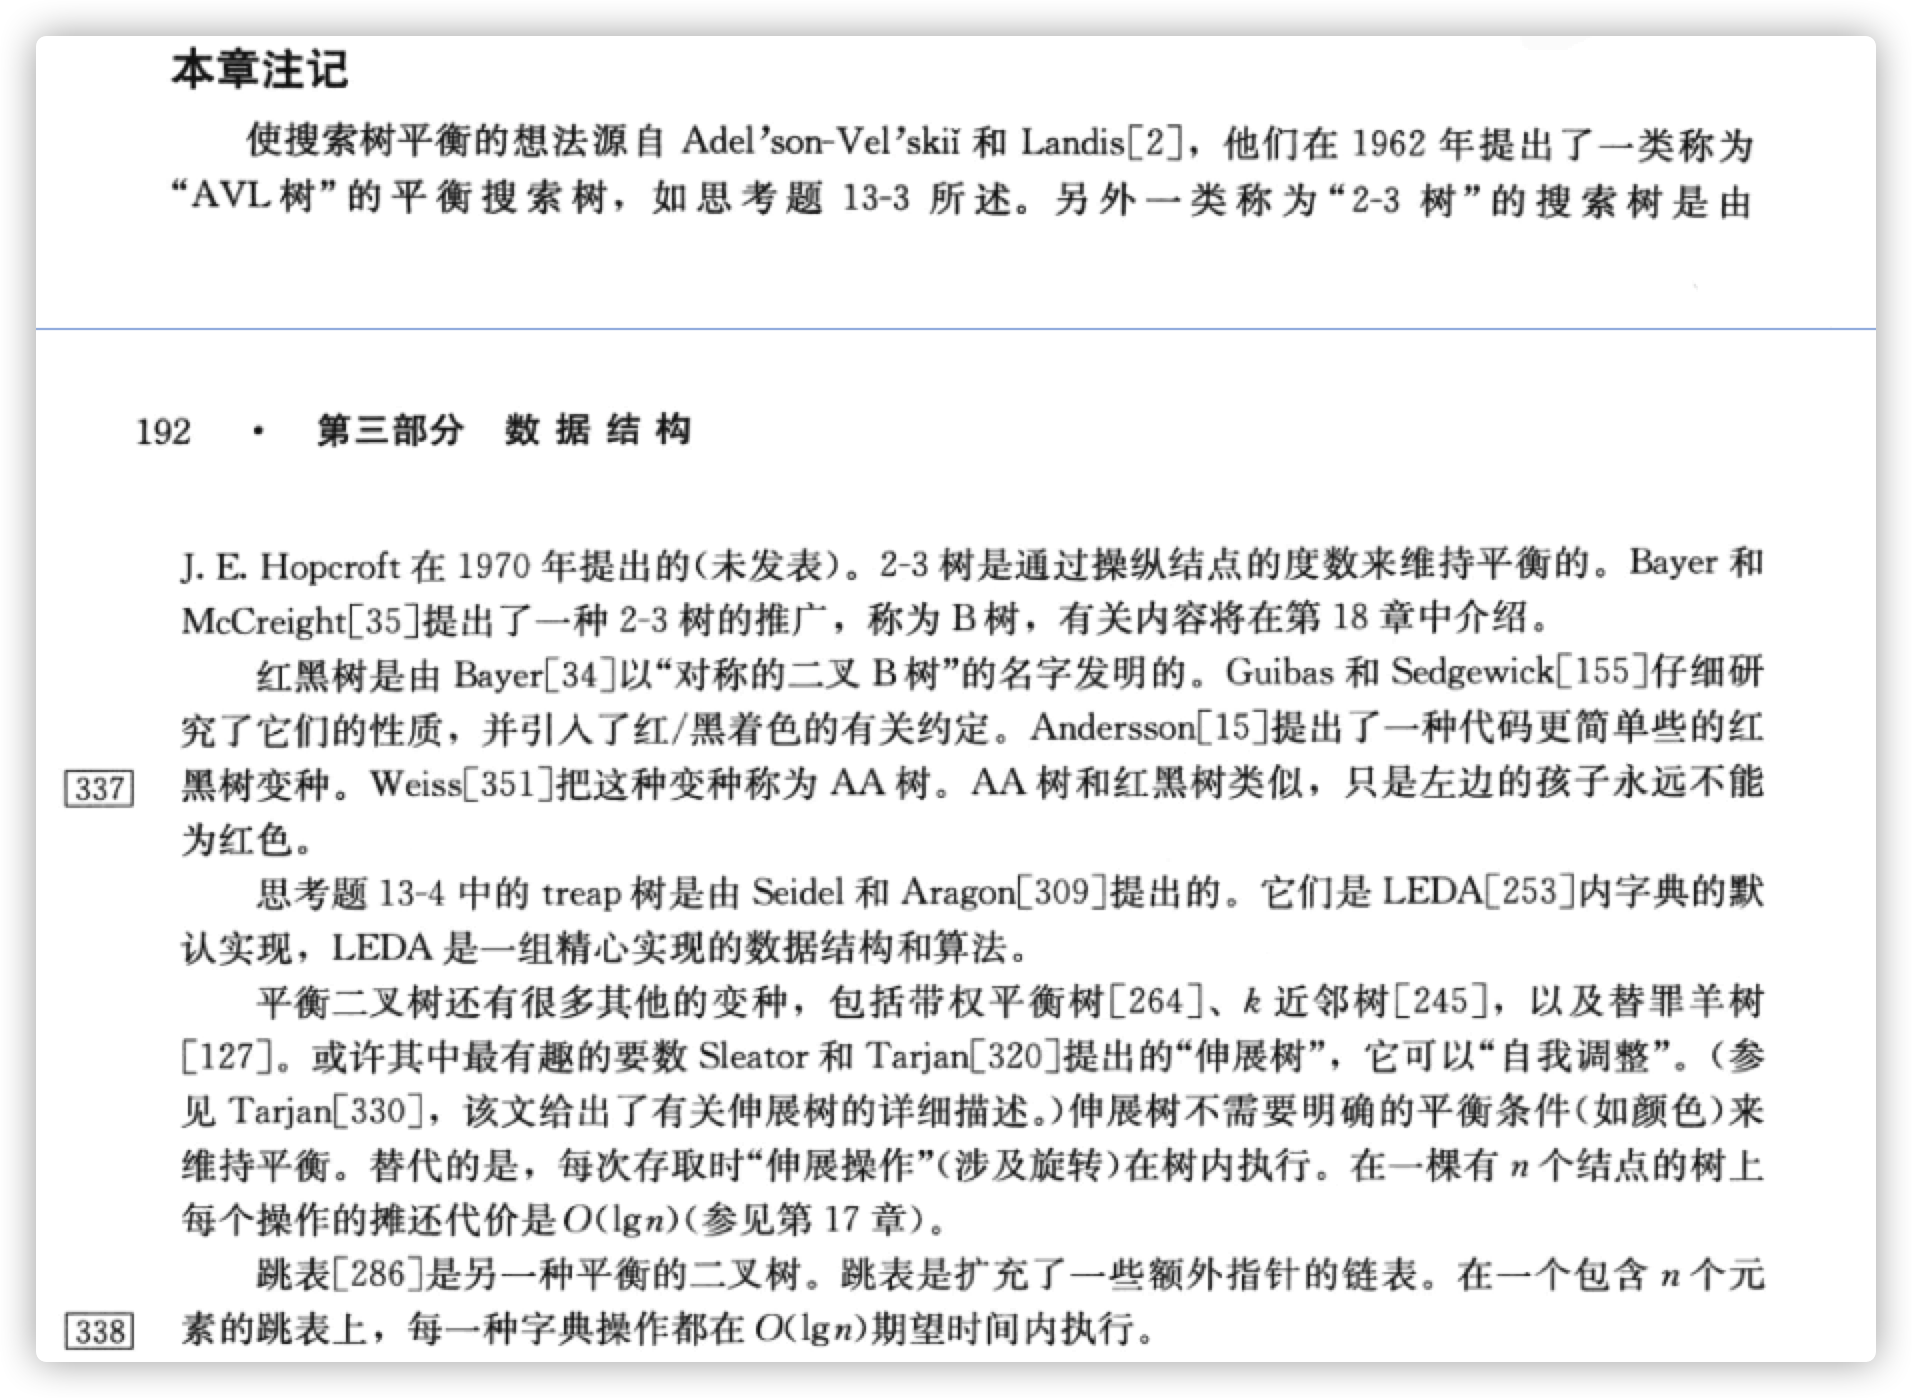 本章注记
使搜索树平衡的想法源自 Adel’son-Vel’skiĭ 和 Landis[2]，他们在 1962 年提出了一类称为
“AVL 树”的平衡搜索树，如思考题 13-3 所述。另外一类称为“2-3 树”的搜索树是由
192 · 第三部分 数据结构
J. E. Hopcroft 在 1970 年提出的(未发表)。2-3 树是通过操纵结点的度数来维持平衡的。Bayer 和
McCreight[35]提出了一种 2-3 树的推广，称为 B 树，有关内容将在第 18 章中介绍。
红黑树是由 Bayer[34]以“对称的二叉 B 树”的名字发明的。Guibas 和 Sedgewick[155]仔细研
究了它们的性质，并引入了红/黑着色的有关约定。Andersson[15]提出了一种代码更简单些的红
337 黑树变种。Weiss[351]把这种变种称为 AA 树。AA 树和红黑树类似，只是左边的孩子永远不能
为红色。
思考题 13-4 中的 treap 树是由 Seidel 和 Aragon[309]提出的。它们是 LEDA[253]内字典的默
认实现，LEDA 是一组精心实现的数据结构和算法。
平衡二叉树还有很多其他的变种，包括带权平衡树[264]、k 近邻树[245]，以及替罪羊树
[127]。或许其中最有趣的要数 Sleator 和 Tarjan[320]提出的“伸展树”，它可以“自我调整”。(参
见 Tarjan[330]，该文给出了有关伸展树的详细描述。)伸展树不需要明确的平衡条件(如颜色)来
维持平衡。替代的是，每次存取时“伸展操作”(涉及旋转)在树内执行。在一棵有 n 个结点的树上
每个操作的摊还代价是 O(lgn)(参见第 17 章)。
跳表[286]是另一种平衡的二叉树。跳表是扩充了一些额外指针的链表。在一个包含 n 个元
338 素的跳表上，每一种字典操作都在 O(lgn)期望时间内执行。